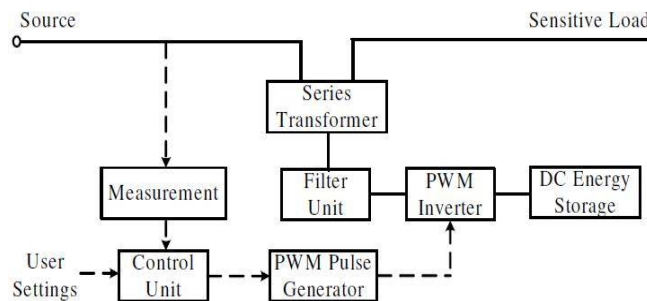 Source
Sensitive Load
Series
Transformer
Measurement
Filter
Unit
PWM
Inverter
DC Energy
Storage
User
Settings
Control
Unit
PWM Pulse
Generator